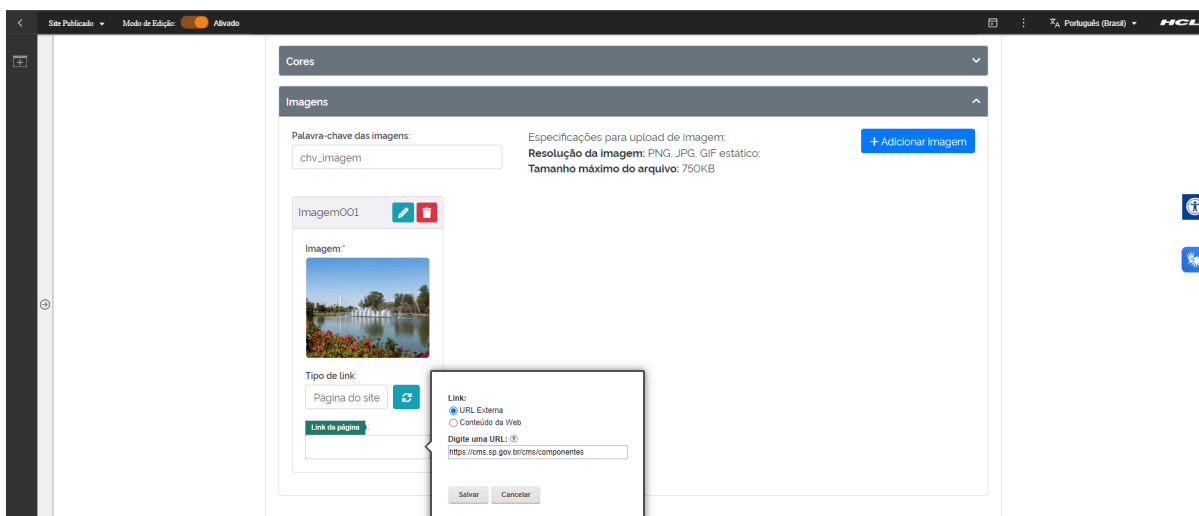 Site Publicado
Modo de Edição:
Ativado
Português (Brasil)
HCL
Cores
Imagens
Palavra-chave das imagens:
chv_imagem
Especificações para upload de imagem:
Resolução da imagem: PNG, JPG, GIF estático;
Tamanho máximo do arquivo: 750KB
+ Adicionar imagem
Imagem001
Imagem:*
Tipo de link:
Página do site
Link da página
Link:
URL Externa
Conteúdo da Web
Digite uma URL:
https://cms.sp.gov.br/cms/componentes
Salvar
Cancelar